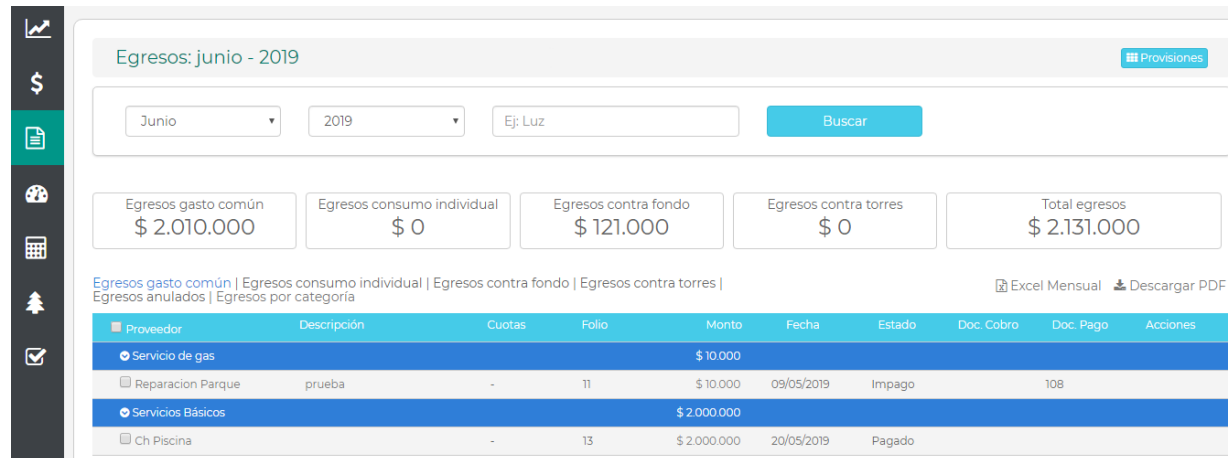 Egresos: junio - 2019
Provisiones
Junio 2019 Ej: Luz Buscar
Egresos gasto común Egresos consumo individual Egresos contra fondo Egresos contra torres Total egresos
$ 2.010.000 $ 0 $ 121.000 $ 0 $ 2.131.000
Egresos gasto común | Egresos consumo individual | Egresos contra fondo | Egresos contra torres |
Egresos anulados | Egresos por categoría
Excel Mensual Descargar PDF
Proveedor Descripción Cuotas Folio Monto Fecha Estado Doc. Cobro Doc. Pago Acciones
Servicio de gas $ 10.000
Reparacion Parque prueba - 11 $ 10.000 09/05/2019 Impago 108
Servicios Básicos $ 2.000.000
Ch Piscina - 13 $ 2.000.000 20/05/2019 Pagado